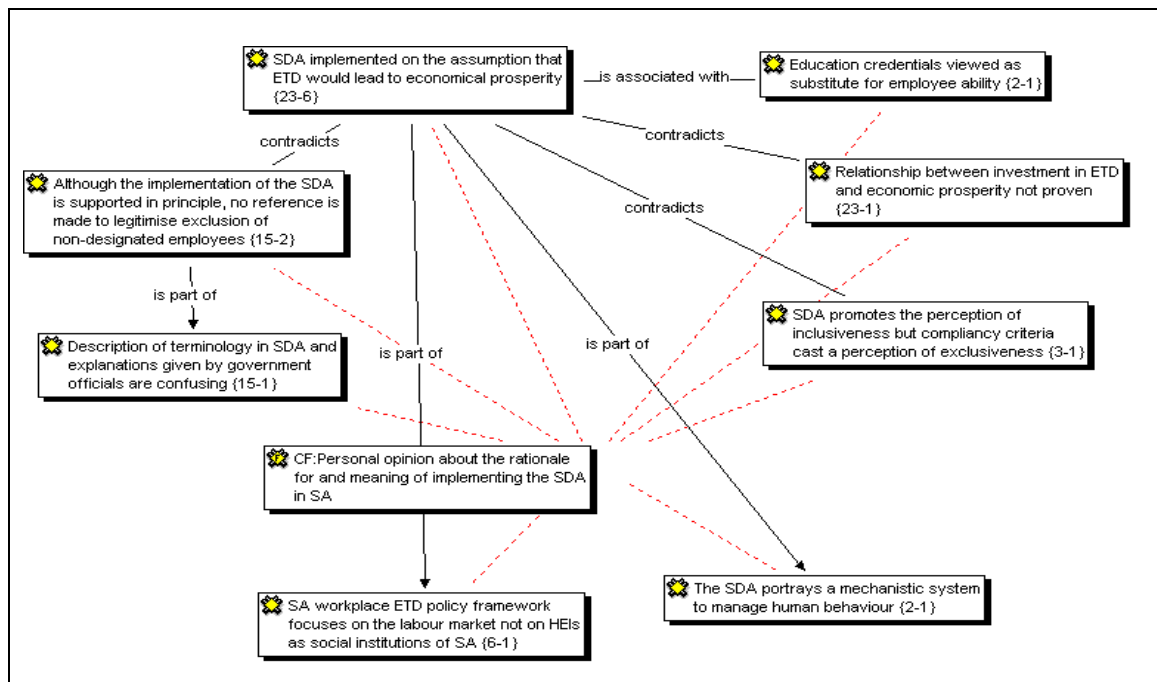 SDA implemented on the assumption that
ETD would lead to economical prosperity
{23-6}
is associated with
Education credentials viewed as
substitute for employee ability {2-1}
contradicts
contradicts
Although the implementation of the SDA
is supported in principle, no reference is
made to legitimise exclusion of
non-designated employees {15-2}
Relationship between investment in ETD
and economic prosperity not proven
{23-1}
contradicts
is part of
SDA promotes the perception of
inclusiveness but compliancy criteria
cast a perception of exclusiveness {3-1}
Description of terminology in SDA and
explanations given by government
officials are confusing {15-1}
is part of
is part of
CF:Personal opinion about the rationale
for and meaning of implementing the SDA
in SA
SA workplace ETD policy framework
focuses on the labour market not on HEIs
as social institutions of SA {6-1}
The SDA portrays a mechanistic system
to manage human behaviour {2-1}